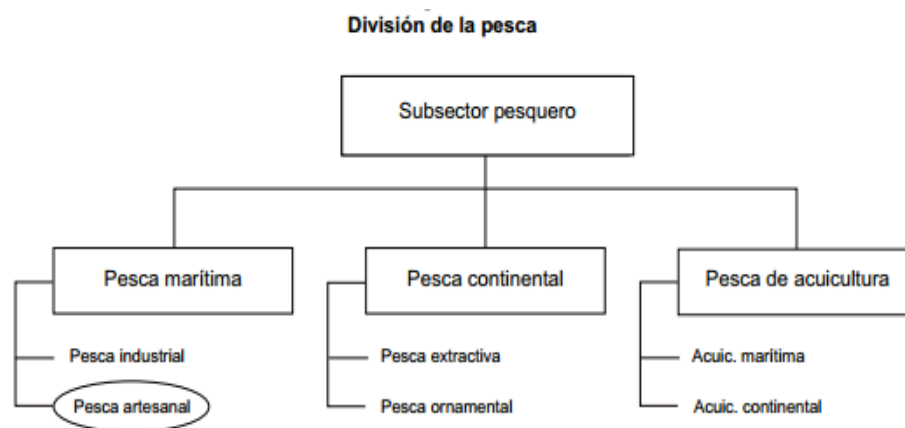 División de la pesca
Subsector pesquero
Pesca marítima
Pesca industrial
Pesca artesanal
Pesca continental
Pesca extractiva
Pesca ornamental
Pesca de acuicultura
Acuic. marítima
Acuic. continental